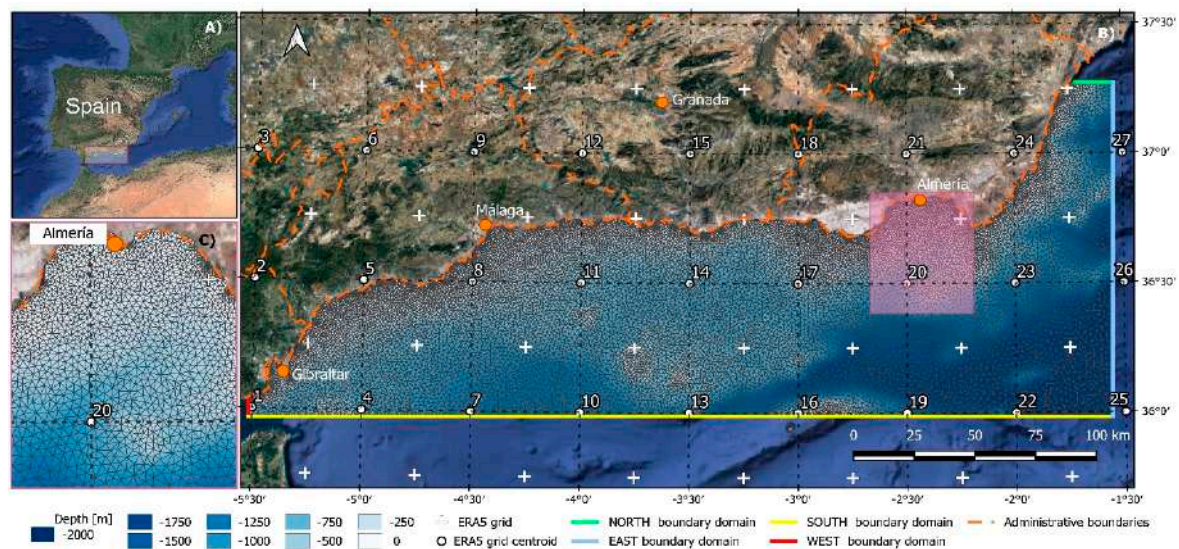 A)
Spain
C)
Almería
20
B)
37°30'
37°0'
36°30'
36°0'
3
6
9
12
15
18
21
24
27
Granada
Málaga
Almería
2
5
8
11
14
17
20
23
26
Gibraltar
1
4
7
10
13
16
19
22
25
0 25 50 75 100 km
-5°30' -5° -4°30' -4° -3°30' -3° -2°30' -2° -1°30'
Depth [m]
-2000
-1750
-1500
-1250
-1000
-750
-500
-250
0
ERA5 grid
ERA5 grid centroid
NORTH boundary domain
EAST boundary domain
SOUTH boundary domain
WEST boundary domain
Administrative boundaries